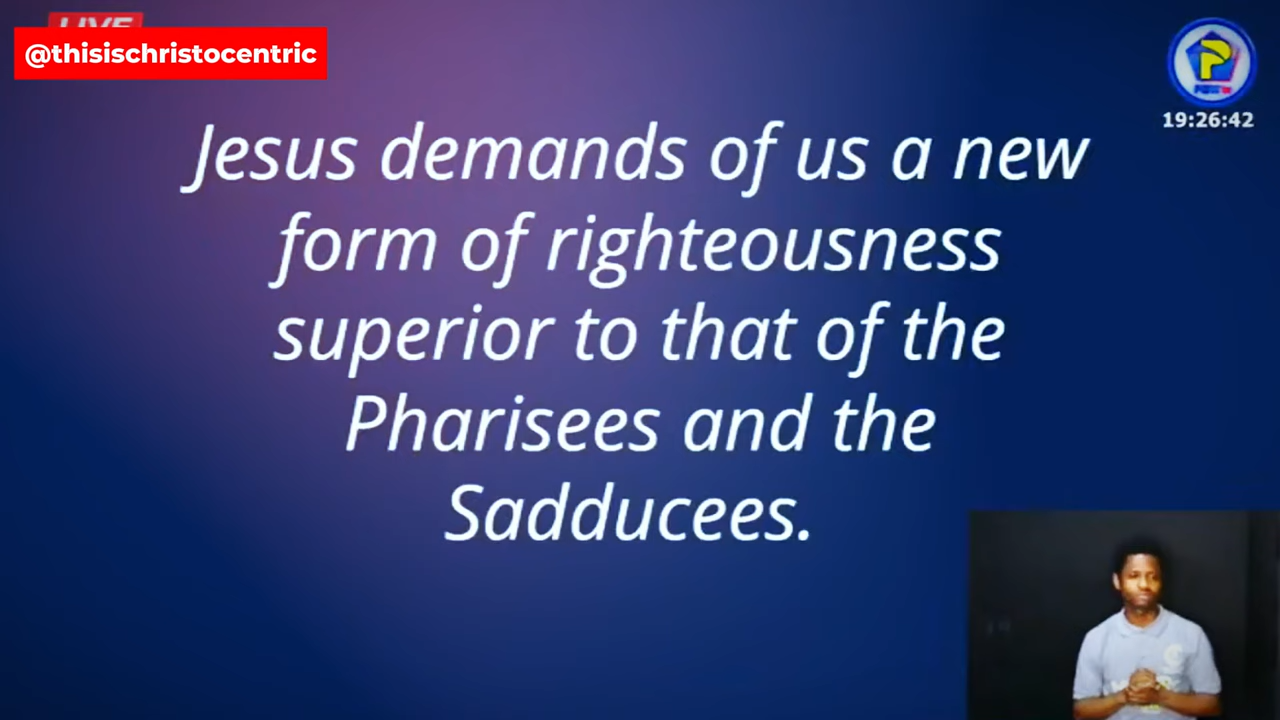 LIVE
@thisischristocentric
19:26:42
Jesus demands of us a new
form of righteousness
superior to that of the
Pharisees and the
Sadducees.